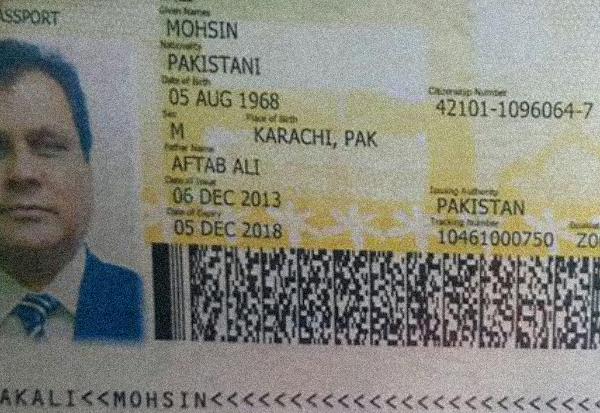 ASSPORT
Given Names
MOHSIN
Nationality
PAKISTANI
Date of Birth
05 AUG 1968
Citizenship Number
42101-1096064-7
Sex
Place of Birth
M
KARACHI, PAK
Father Name
AFTAB ALI
Date of Issue
06 DEC 2013
Issuing Authority
PAKISTAN
Date of Expiry
05 DEC 2018
Tracking Number
10461000750
ZO
AKALI<<MOHSIN<<<<<<<<<<<<<<<<<<<<<<